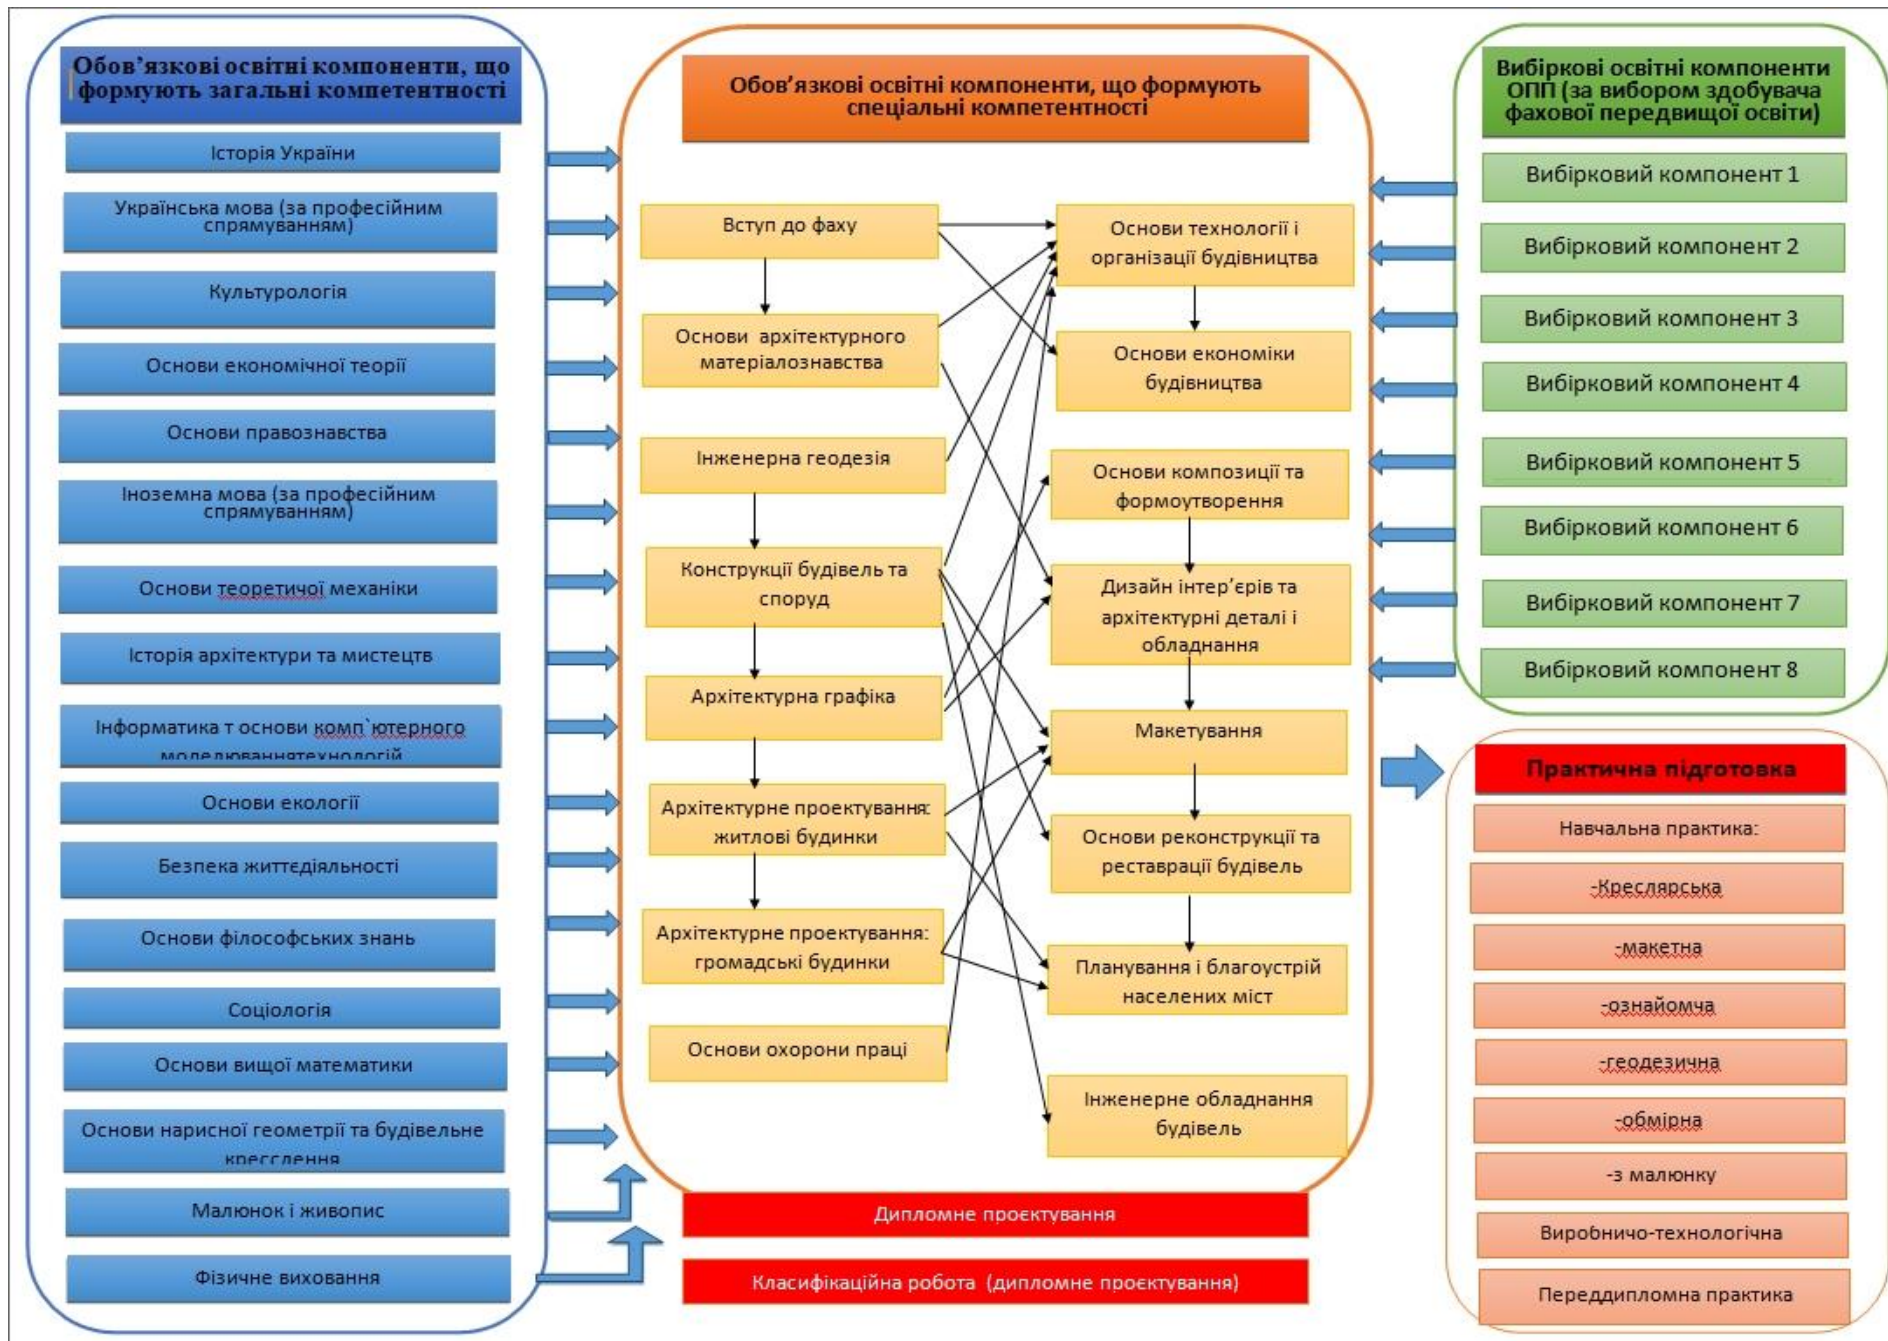 Обов’язкові освітні компоненти, що
формують загальні компетентності
Історія України
Українська мова (за професійним
спрямуванням)
Культурологія
Основи економічної теорії
Основи правознавства
Іноземна мова (за професійним
спрямуванням)
Основи теоретичої механіки
Історія архітектури та мистецтв
Інформатика т основи комп`ютерного
моделюваннятехнологій
Основи екології
Безпека життєдіяльності
Основи філософських знань
Соціологія
Основи вищої математики
Основи нарисної геометрії та будівельне
кресслення
Малюнок і живопис
Фізичне виховання
Обов’язкові освітні компоненти, що формують
спеціальні компетентності
Вступ до фаху
Основи архітектурного
матеріалознавства
Інженерна геодезія
Конструкції будівель та
споруд
Архітектурна графіка
Архітектурне проектування:
житлові будинки
Архітектурне проектування:
громадські будинки
Основи охорони праці
Основи технології і
організації будівництва
Основи економіки
будівництва
Основи композиції та
формоутворення
Дизайн інтер’єрів та
архітектурні деталі і
обладнання
Макетування
Основи реконструкції та
реставрації будівель
Планування і благоустрій
населених міст
Інженерне обладнання
будівель
Дипломне проєктування
Класифікаційна робота (дипломне проєктування)
Вибіркові освітні компоненти
ОПП (за вибором здобувача
фахової передвищої освіти)
Вибірковий компонент 1
Вибірковий компонент 2
Вибірковий компонент 3
Вибірковий компонент 4
Вибірковий компонент 5
Вибірковий компонент 6
Вибірковий компонент 7
Вибірковий компонент 8
Практична підготовка
Навчальна практика:
-Креслярська
-макетна
-ознайомча
-геодезична
-обмірна
-з малюнку
Виробничо-технологічна
Переддипломна практика